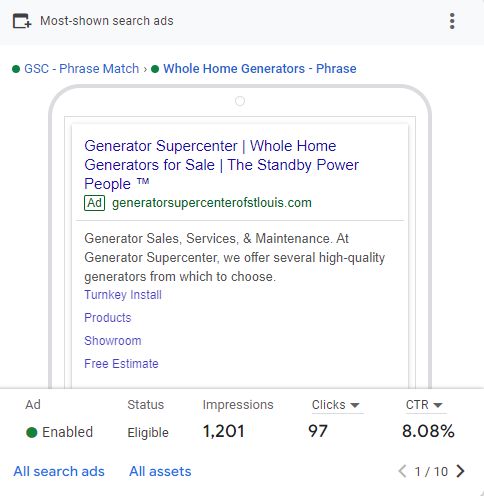 Most-shown search ads
GSC - Phrase Match › Whole Home Generators - Phrase
Generator Supercenter | Whole Home
Generators for Sale | The Standby Power
People ™
Ad generatorsupercenterofstlouis.com
Generator Sales, Services, & Maintenance. At
Generator Supercenter, we offer several high-quality
generators from which to choose.
Turnkey Install
Products
Showroom
Free Estimate
Ad Status Impressions Clicks CTR
Enabled Eligible 1,201 97 8.08%
All search ads All assets 1 / 10